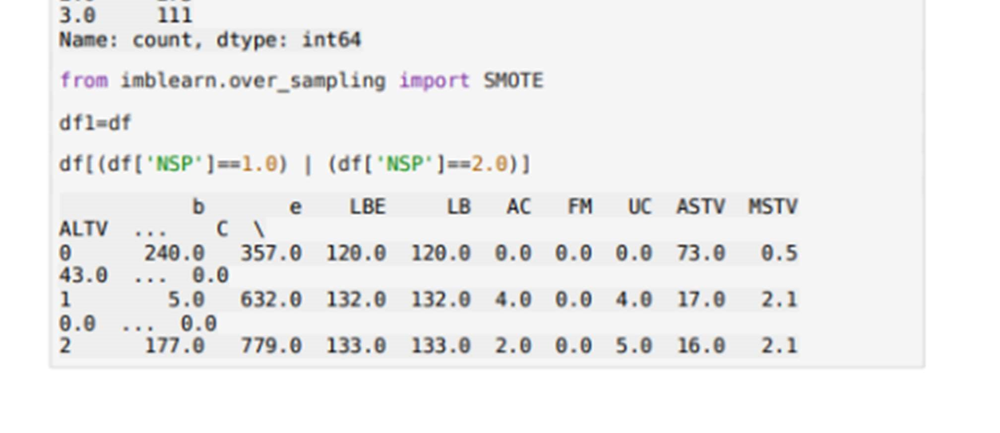 3.0     111
Name: count, dtype: int64
from imblearn.over_sampling import SMOTE
df1=df
df[(df['NSP']==1.0) | (df['NSP']==2.0)]
           b       e    LBE     LB   AC   FM   UC  ASTV  MSTV
ALTV  ...    C  \
0      240.0   357.0  120.0  120.0  0.0  0.0  0.0  73.0   0.5
43.0  ...  0.0
1        5.0   632.0  132.0  132.0  4.0  0.0  4.0  17.0   2.1
0.0  ...  0.0
2      177.0   779.0  133.0  133.0  2.0  0.0  5.0  16.0   2.1